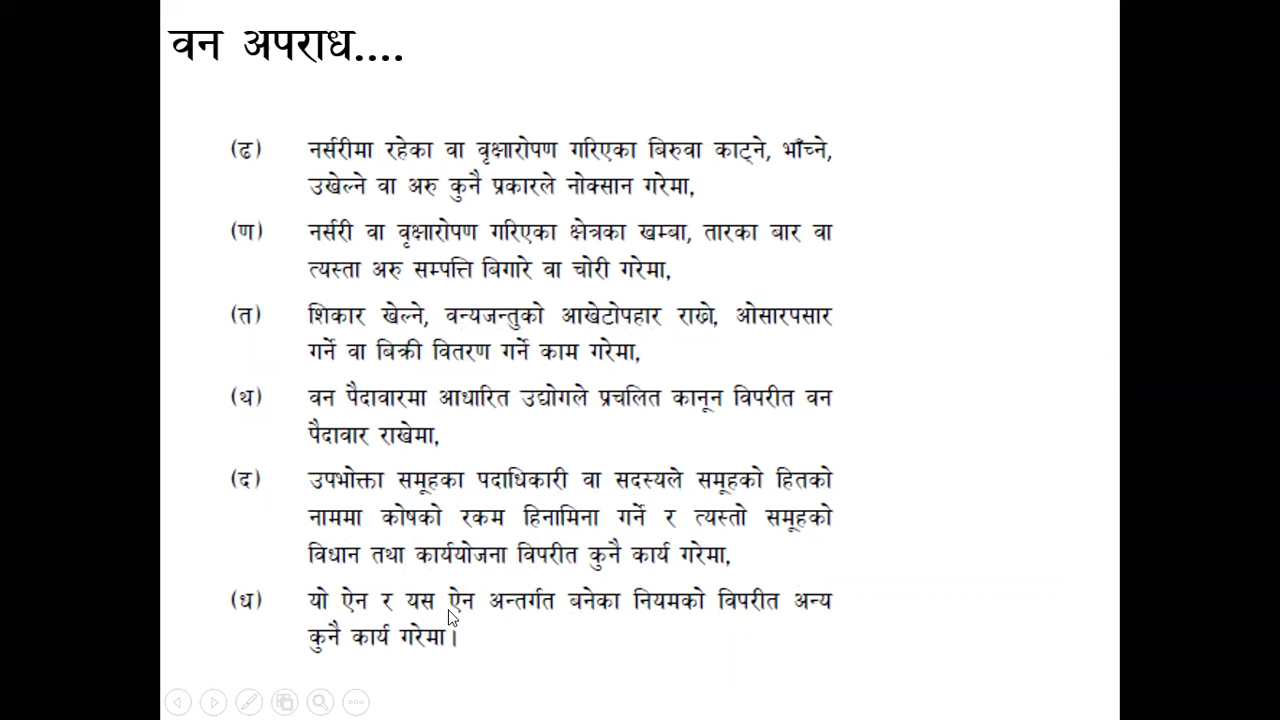 वन अपराध....
(ढ) नर्सरीमा रहेका वा वृक्षारोपण गरिएका विरुवा काट्ने, भाँच्ने,
उखेल्ने वा अरु कुनै प्रकारले नोक्सान गरेमा,
(ण) नर्सरी वा वृक्षारोपण गरिएका क्षेत्रका खम्बा, तारका बार वा
त्यस्ता अरु सम्पत्ति बिगारे वा चोरी गरेमा,
(त) शिकार खेल्ने, वन्यजन्तुको आखेटोपहार राख्ने, ओसारपसार
गर्ने वा बिक्री वितरण गर्ने काम गरेमा,
(थ) वन पैदावारमा आधारित उद्योगले प्रचलित कानून विपरीत वन
पैदावार राखेमा,
(द) उपभोक्ता समूहका पदाधिकारी वा सदस्यले समूहको हितको
नाममा कोषको रकम हिनामिना गर्ने र त्यस्तो समूहको
विधान तथा कार्ययोजना विपरीत कुनै कार्य गरेमा,
(ध) यो ऐन र यस ऐन अन्तर्गत बनेका नियमको विपरीत अन्य
कुनै कार्य गरेमा।